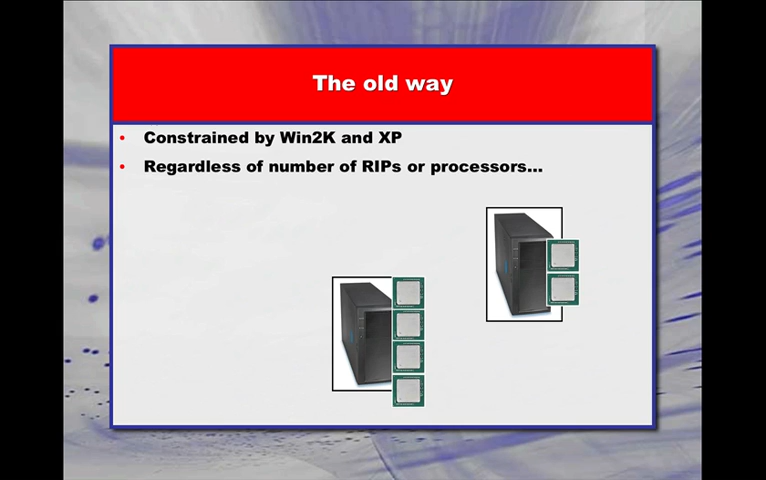 The old way
• Constrained by Win2K and XP
• Regardless of number of RIPs or processors...